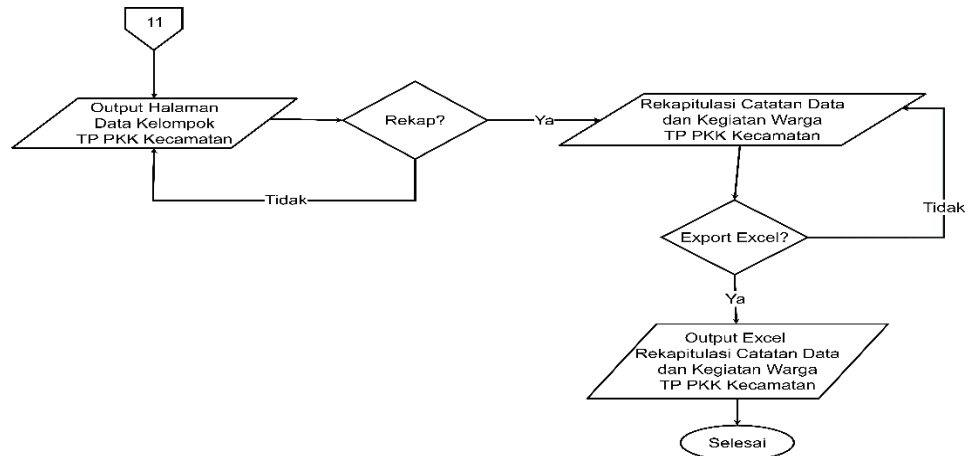 11
Output Halaman
Data Kelompok
TP PKK Kecamatan
Rekap?
Ya
Tidak
Rekapitulasi Catatan Data
dan Kegiatan Warga
TP PKK Kecamatan
Export Excel?
Tidak
Ya
Output Excel
Rekapitulasi Catatan Data
dan Kegiatan Warga
TP PKK Kecamatan
Selesai